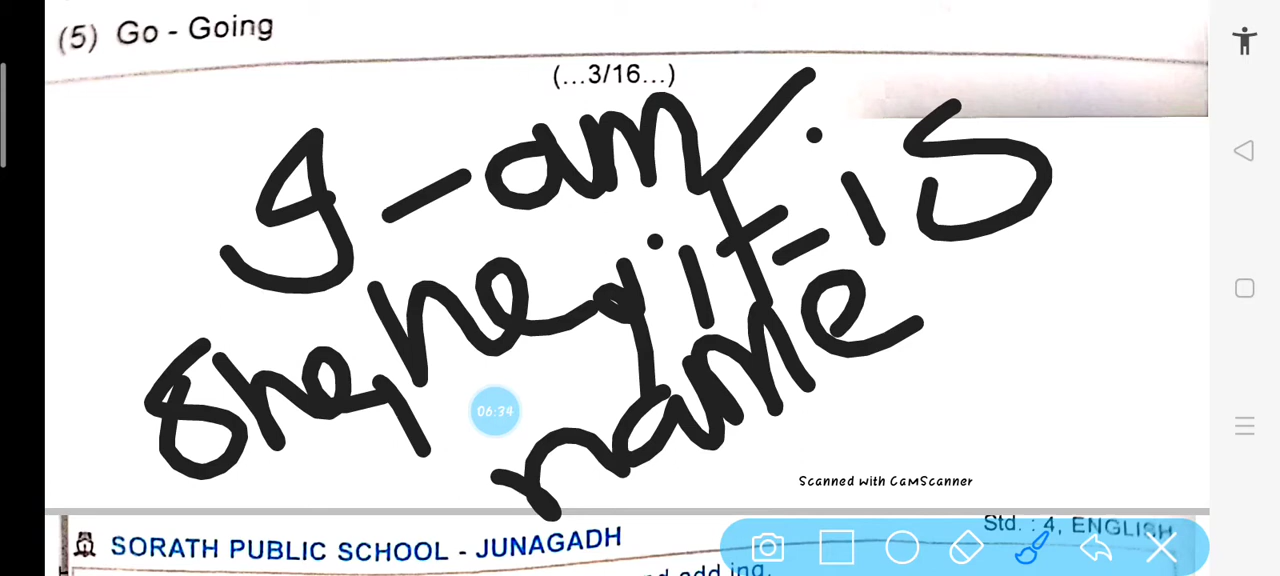 (5) Go - Going
(...3/16...)
I - am
She, he, it - is
name
06:34
Scanned with CamScanner
SORATH PUBLIC SCHOOL - JUNAGADH
Std. : 4, ENGLISH
and add ing.